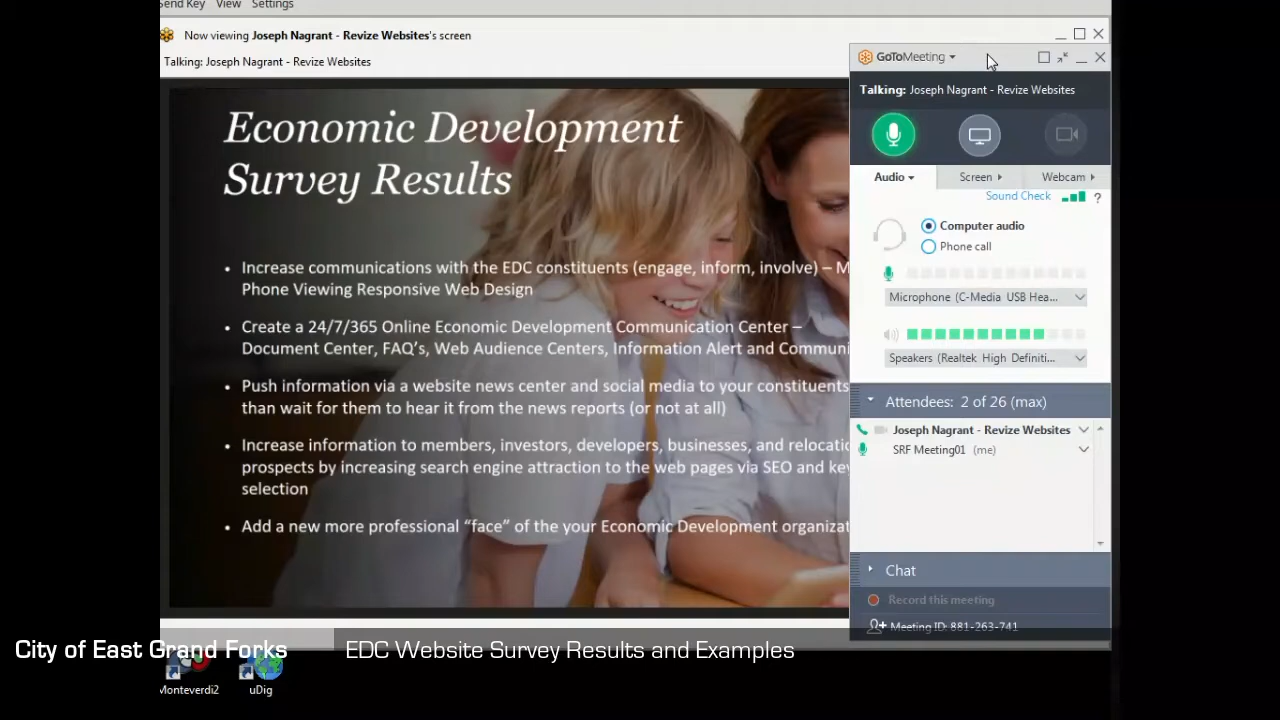 Send Key View Settings
Now viewing Joseph Nagrant - Revize Websites's screen
Talking: Joseph Nagrant - Revize Websites
Economic Development
Survey Results
• Increase communications with the EDC constituents (engage, inform, involve) –
Phone Viewing Responsive Web Design
• Create a 24/7/365 Online Economic Development Communication Center –
Document Center, FAQ's, Web Audience Centers, Information Alert and
• Push information via a website news center and social media to your constituents
than wait for them to hear it from the news reports (or not at all)
• Increase information to members, investors, developers, businesses, and
prospects by increasing search engine attraction to the web pages via SEO and
selection
• Add a new more professional “face” of the your Economic Development
GoToMeeting
Talking: Joseph Nagrant - Revize Websites
Audio Screen Webcam
Sound Check ?
Computer audio
Phone call
Microphone (C-Media USB Hea...
Speakers (Realtek High Definiti...
Attendees: 2 of 26 (max)
Joseph Nagrant - Revize Websites
SRF Meeting01 (me)
Chat
Record this meeting
Meeting ID: 881-263-741
City of East Grand Forks EDC Website Survey Results and Examples
Monteverdi2 uDig